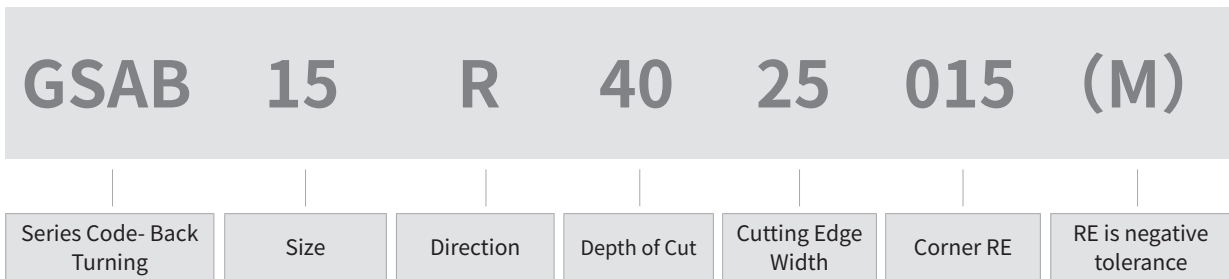 GSAB 15 R 40 25 015 (M)
Series Code- Back
Turning
Size
Direction
Depth of Cut
Cutting Edge
Width
Corner RE
RE is negative
tolerance